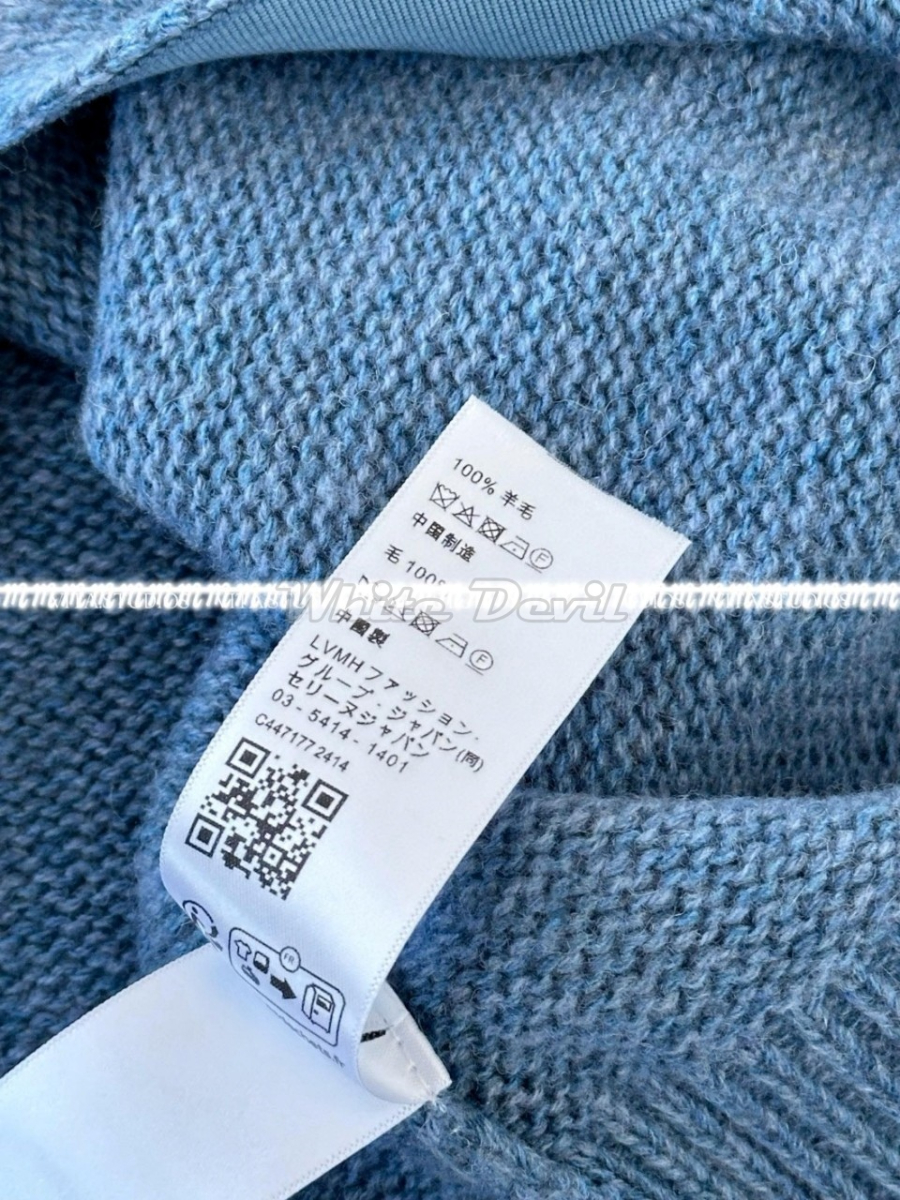 100% 羊毛
F
中国制造
毛 100%
White Devil
F
中國製
LVMHファッション・
グループ・ジャパン(同)
セリーヌジャパン
03 - 5414 - 1401
C4471772414
FR